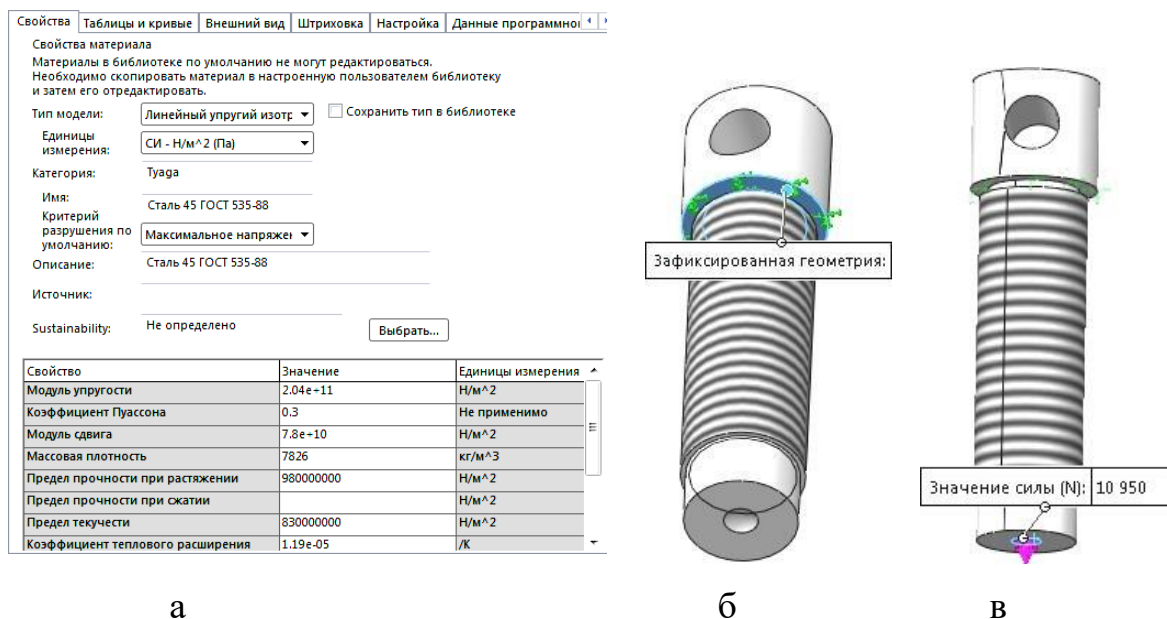 Свойства Таблицы и кривые Внешний вид Штриховка Настройка Данные программног
Свойства материала
Материалы в библиотеке по умолчанию не могут редактироваться.
Необходимо скопировать материал в настроенную пользователем библиотеку
и затем его отредактировать.
Тип модели: Линейный упругий изотр Сохранить тип в библиотеке
Единицы
измерения: СИ - Н/м^2 (Па)
Категория: Tyaga
Имя: Сталь 45 ГОСТ 535-88
Критерий
разрушения по
умолчанию: Максимальное напряжен
Описание: Сталь 45 ГОСТ 535-88
Источник:
Sustainability: Не определено Выбрать...
Свойство Значение Единицы измерения
Модуль упругости 2.04e+11 Н/м^2
Коэффициент Пуассона 0.3 Не применимо
Модуль сдвига 7.8e+10 Н/м^2
Массовая плотность 7826 кг/м^3
Предел прочности при растяжении 980000000 Н/м^2
Предел прочности при сжатии Н/м^2
Предел текучести 830000000 Н/м^2
Коэффициент теплового расширения 1.19e-05 /K
Зафиксированная геометрия:
Значение силы (N): 10 950
а б в